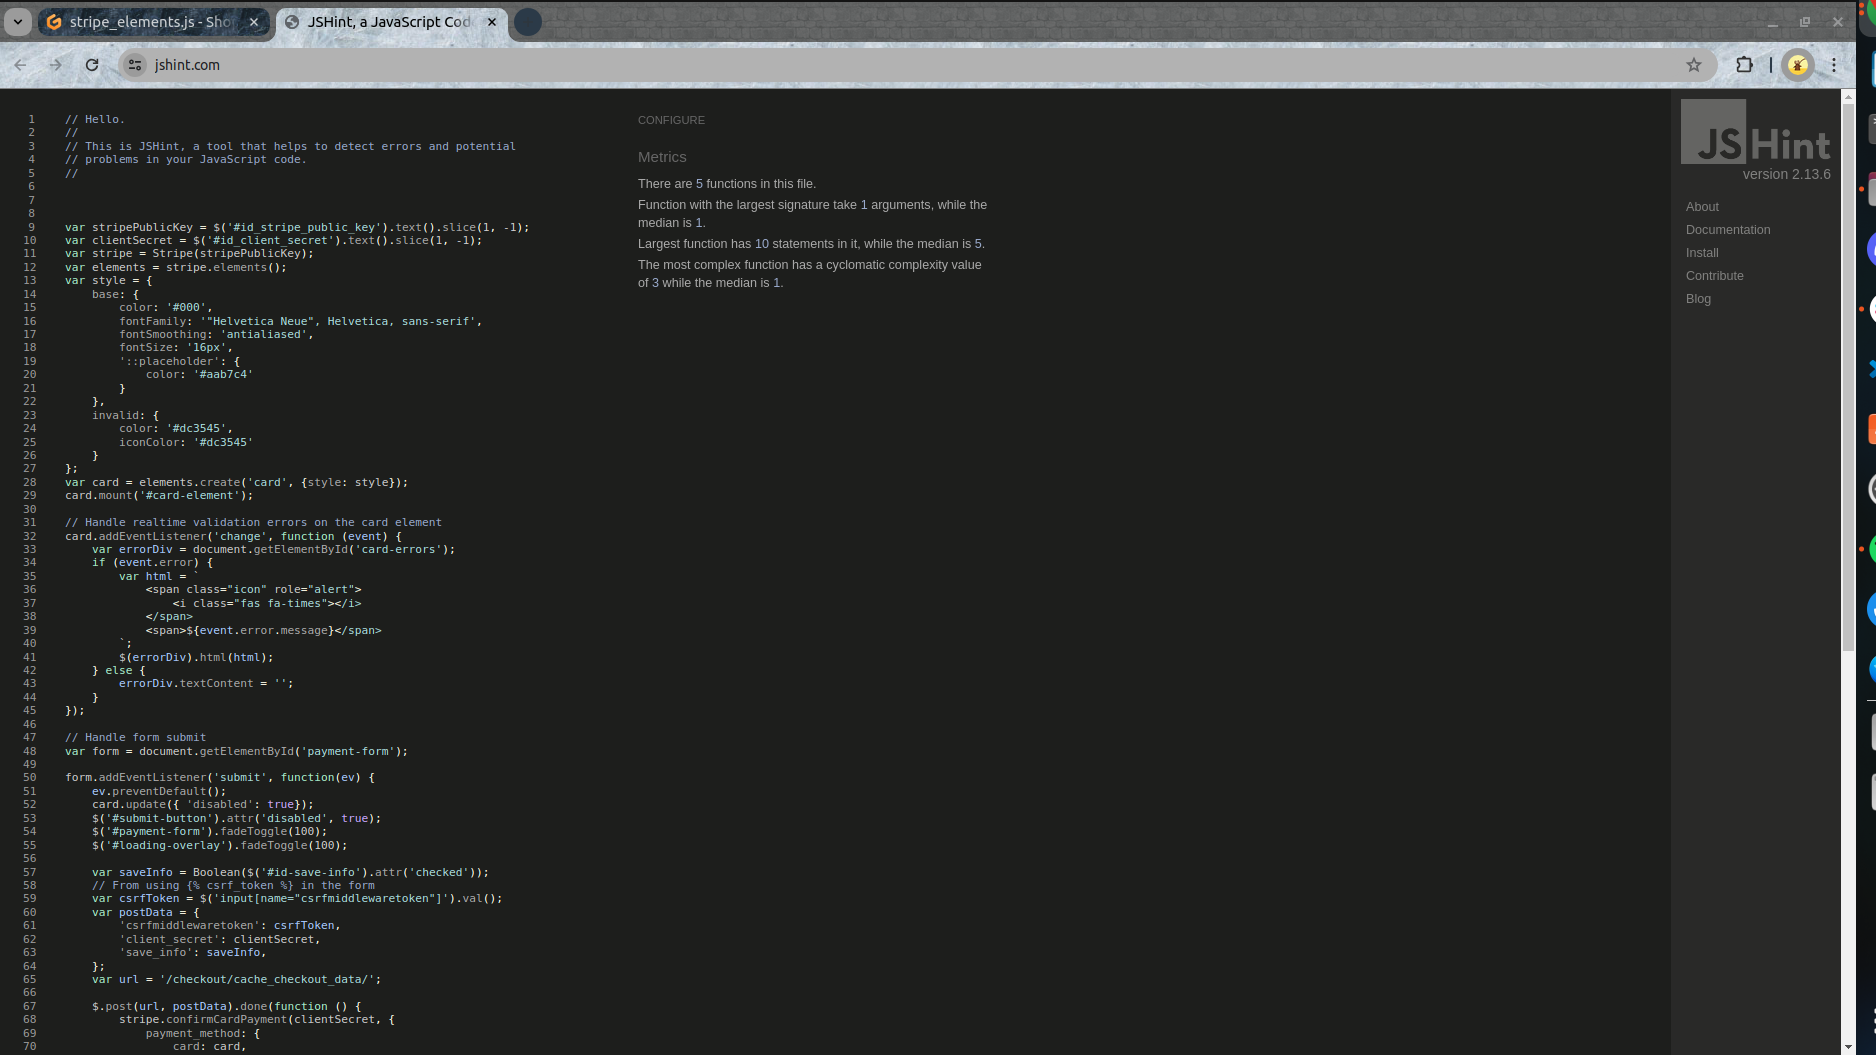 stripe_elements.js - Sho
JSHint, a JavaScript Cod
jshint.com
1 // Hello.
2 //
3 // This is JSHint, a tool that helps to detect errors and potential
4 // problems in your JavaScript code.
5 //
6
7
8
9 var stripePublicKey = $('#id_stripe_public_key').text().slice(1, -1);
10 var clientSecret = $('#id_client_secret').text().slice(1, -1);
11 var stripe = Stripe(stripePublicKey);
12 var elements = stripe.elements();
13 var style = {
14 base: {
15 color: '#000',
16 fontFamily: '"Helvetica Neue", Helvetica, sans-serif',
17 fontSmoothing: 'antialiased',
18 fontSize: '16px',
19 '::placeholder': {
20 color: '#aab7c4'
21 }
22 },
23 invalid: {
24 color: '#dc3545',
25 iconColor: '#dc3545'
26 }
27 };
28 var card = elements.create('card', {style: style});
29 card.mount('#card-element');
30
31 // Handle realtime validation errors on the card element
32 card.addEventListener('change', function (event) {
33 var errorDiv = document.getElementById('card-errors');
34 if (event.error) {
35 var html = `
36 <span class="icon" role="alert">
37 <i class="fas fa-times"></i>
38 </span>
39 <span>${event.error.message}</span>
40 `;
41 $(errorDiv).html(html);
42 } else {
43 errorDiv.textContent = '';
44 }
45 });
46
47 // Handle form submit
48 var form = document.getElementById('payment-form');
49
50 form.addEventListener('submit', function(ev) {
51 ev.preventDefault();
52 card.update({ 'disabled': true});
53 $('#submit-button').attr('disabled', true);
54 $('#payment-form').fadeToggle(100);
55 $('#loading-overlay').fadeToggle(100);
56
57 var saveInfo = Boolean($('#id-save-info').attr('checked'));
58 // From using {% csrf_token %} in the form
59 var csrfToken = $('input[name="csrfmiddlewaretoken"]').val();
60 var postData = {
61 'csrfmiddlewaretoken': csrfToken,
62 'client_secret': clientSecret,
63 'save_info': saveInfo,
64 };
65 var url = '/checkout/cache_checkout_data/';
66
67 $.post(url, postData).done(function () {
68 stripe.confirmCardPayment(clientSecret, {
69 payment_method: {
70 card: card,
CONFIGURE
Metrics
There are 5 functions in this file.
Function with the largest signature take 1 arguments, while the
median is 1.
Largest function has 10 statements in it, while the median is 5.
The most complex function has a cyclomatic complexity value
of 3 while the median is 1.
JSHint
version 2.13.6
About
Documentation
Install
Contribute
Blog